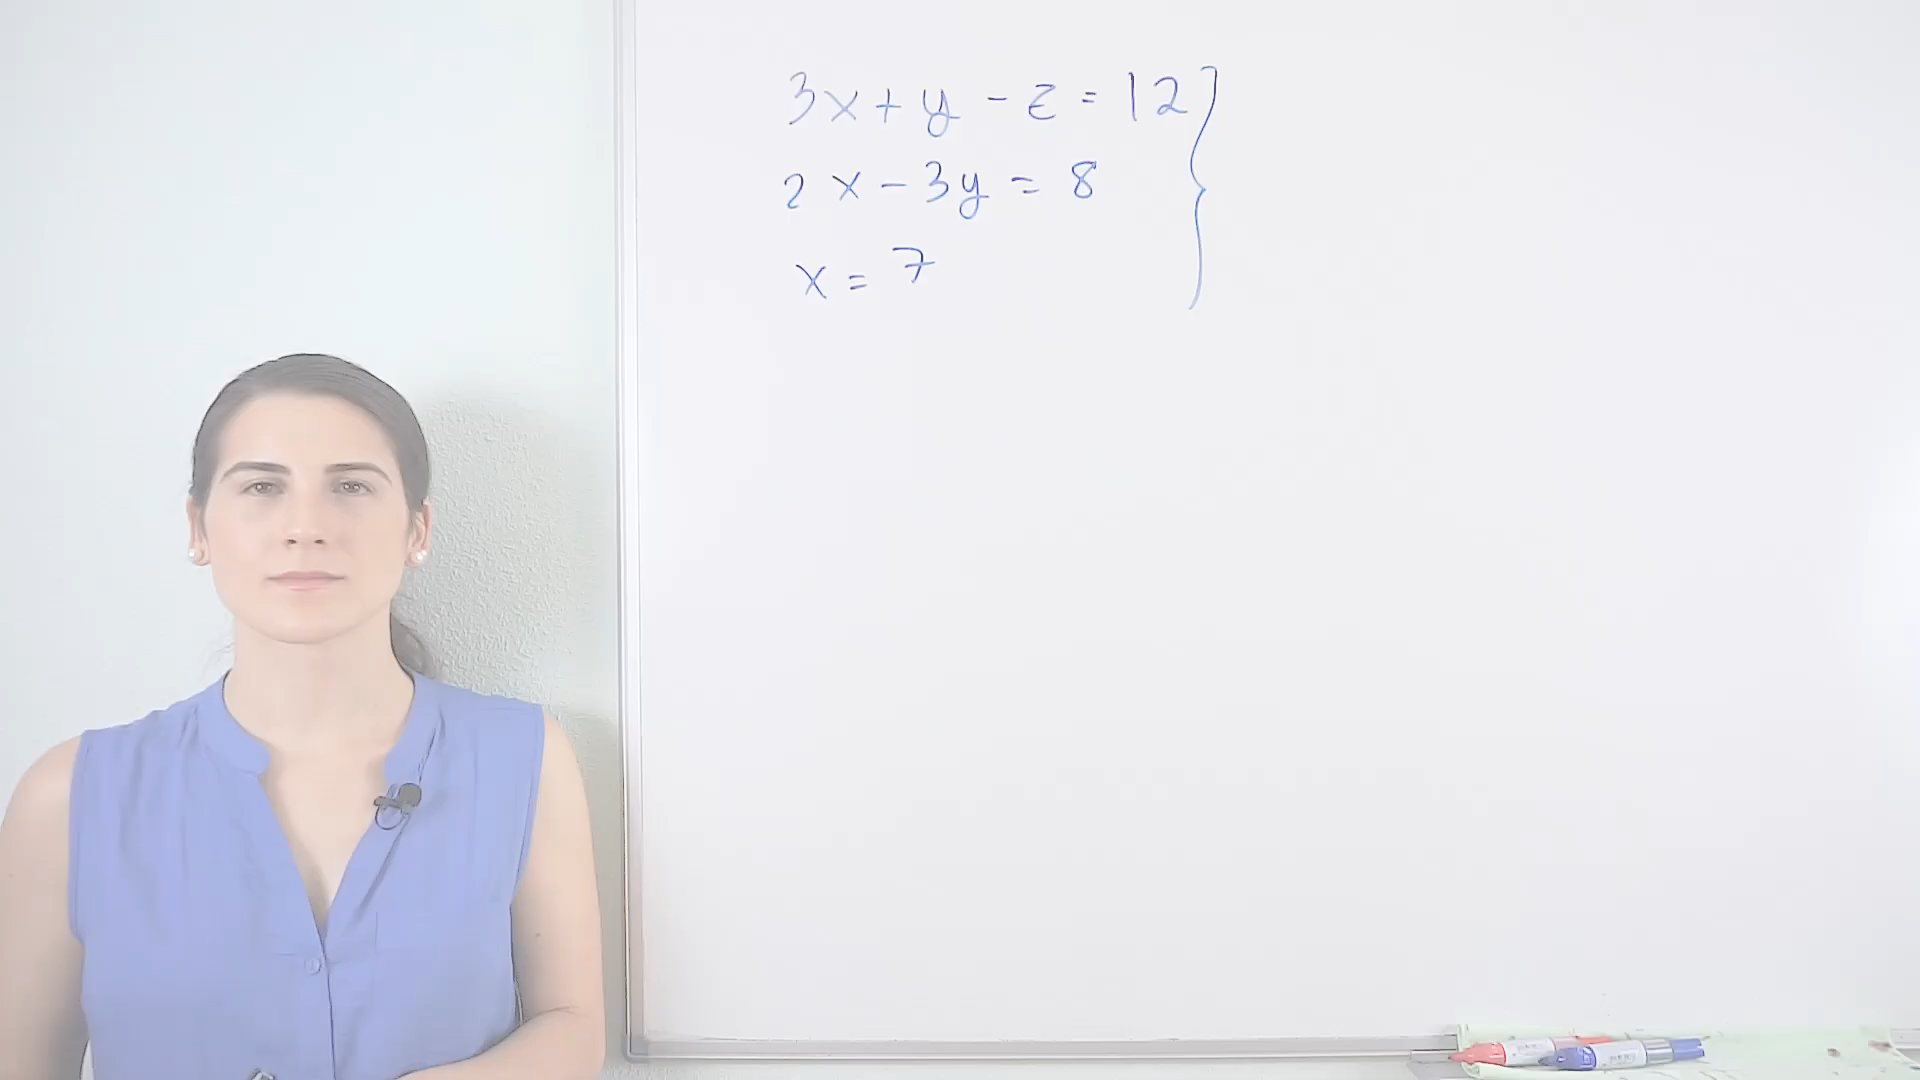 3x + y - z = 12
2x - 3y = 8
x = 7